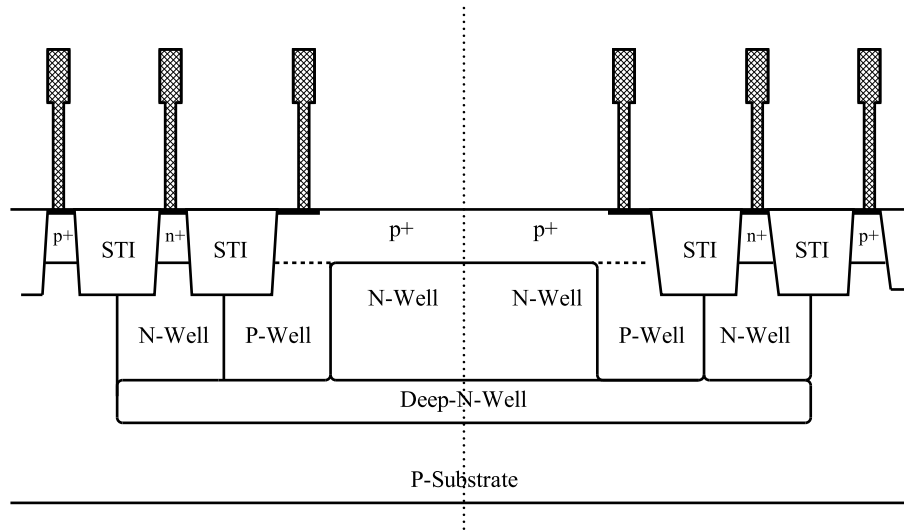 p+ STI n+ STI p+ p+ STI n+ STI p+
N-Well N-Well
N-Well P-Well P-Well N-Well
Deep-N-Well
P-Substrate